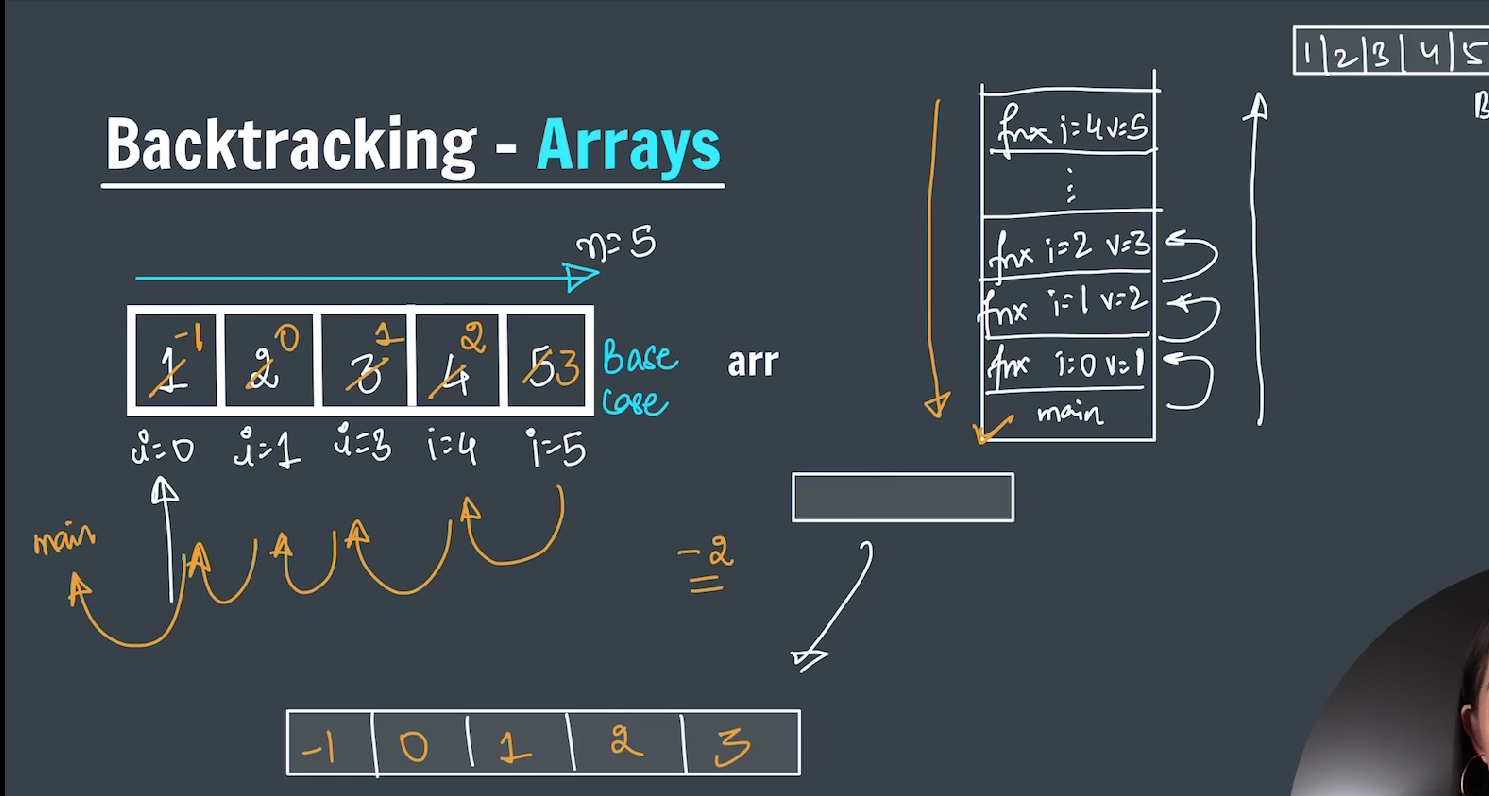 1 2 3 4 5
B
fnx i=4 v=5
Backtracking - Arrays
⋮
n=5
fnx i=2 v=3
fnx i=1 v=2
-1 0 1 2
1 2 3 4 5 3
Base
case
arr
fnx i=0 v=1
main
i=0 i=1 i=3 i=4 i=5
main
-2
-1 0 1 2 3